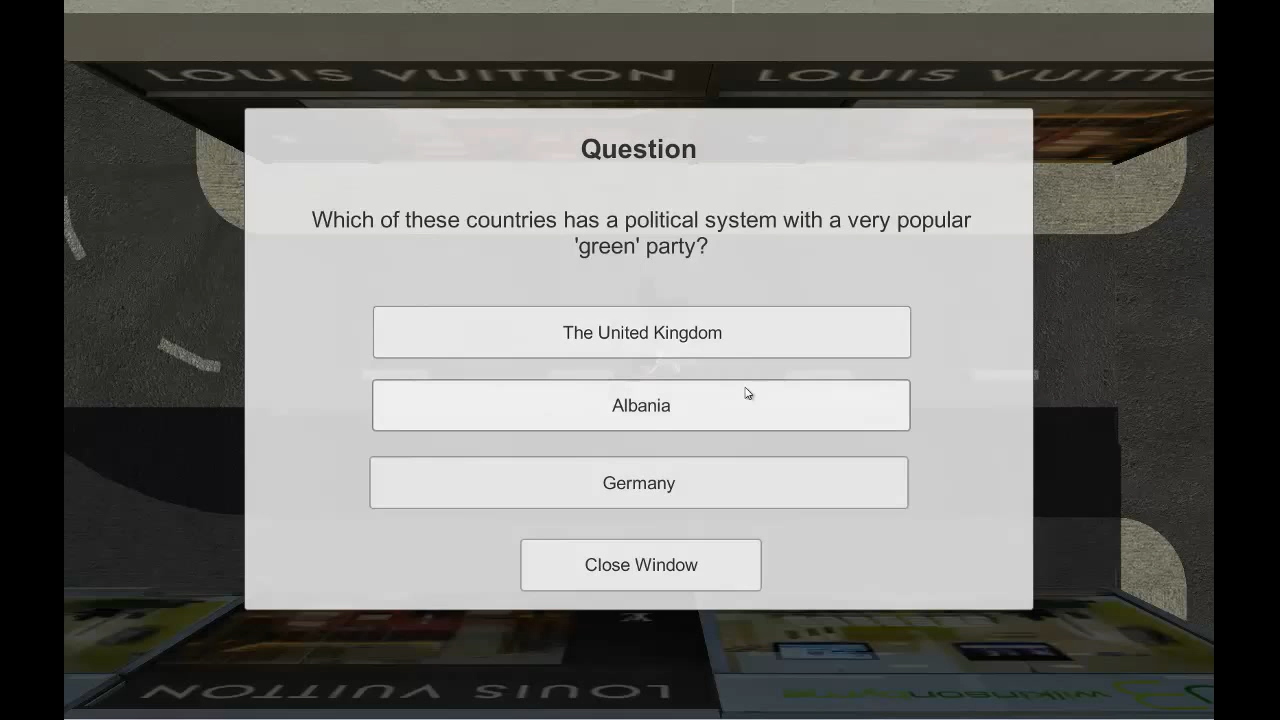 LOUIS VUITTON
LOUIS VUITTO
Question
Which of these countries has a political system with a very popular
'green' party?
The United Kingdom
Albania
Germany
Close Window
LOUIS VUITTON